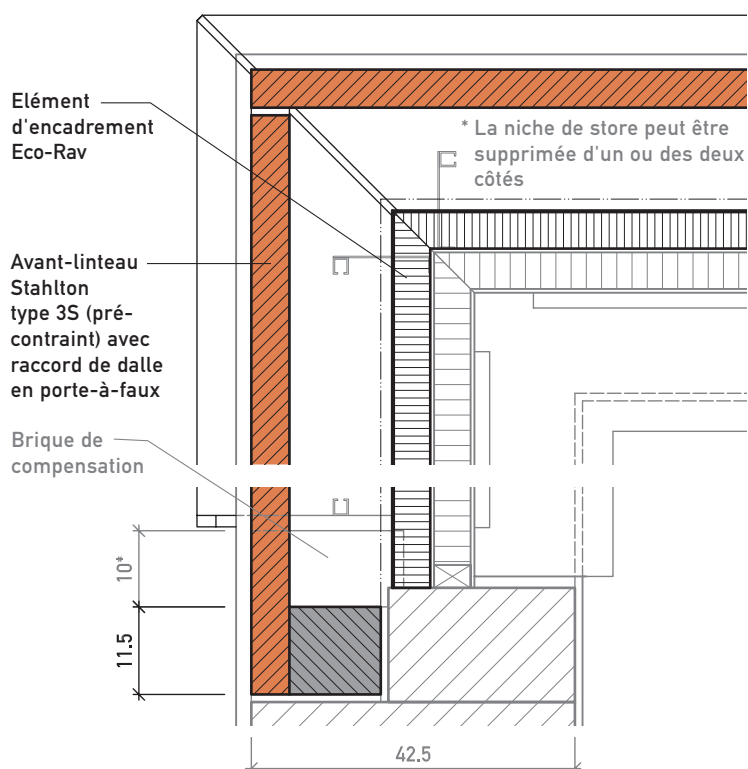 Elément
d'encadrement
Eco-Rav
* La niche de store peut être
supprimée d'un ou des deux
côtés
Avant-linteau
Stahlton
type 3S (pré-
contraint) avec
raccord de dalle
en porte-à-faux
Brique de
compensation
10*
11.5
42.5